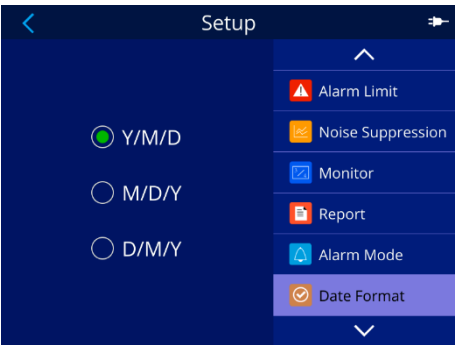 Setup
Y/M/D
M/D/Y
D/M/Y
Alarm Limit
Noise Suppression
Monitor
Report
Alarm Mode
Date Format